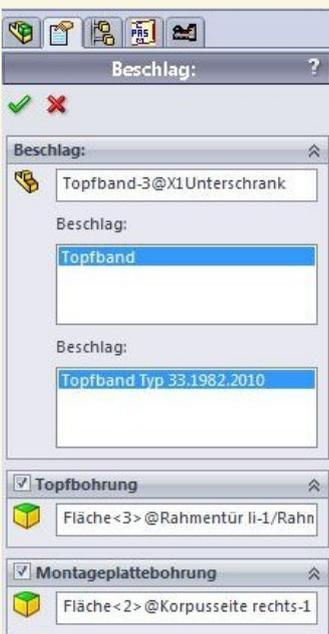 Beschlag: ?
Beschlag:
Topfband-3@X1Unterschrank
Beschlag:
Topfband
Beschlag:
Topfband Typ 33.1982.2010
Topfbohrung
Fläche<3>@Rahmentür li-1/Rahn
Montageplattebohrung
Fläche<2>@Korpusseite rechts-1